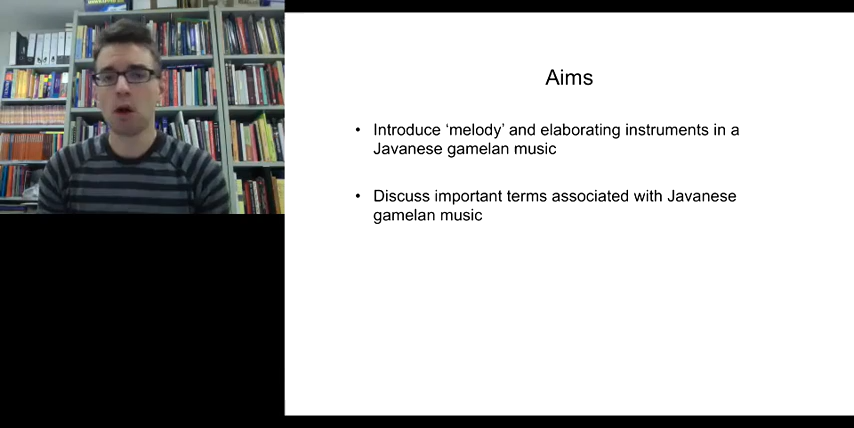 Aims
• Introduce ‘melody’ and elaborating instruments in a
Javanese gamelan music
• Discuss important terms associated with Javanese
gamelan music